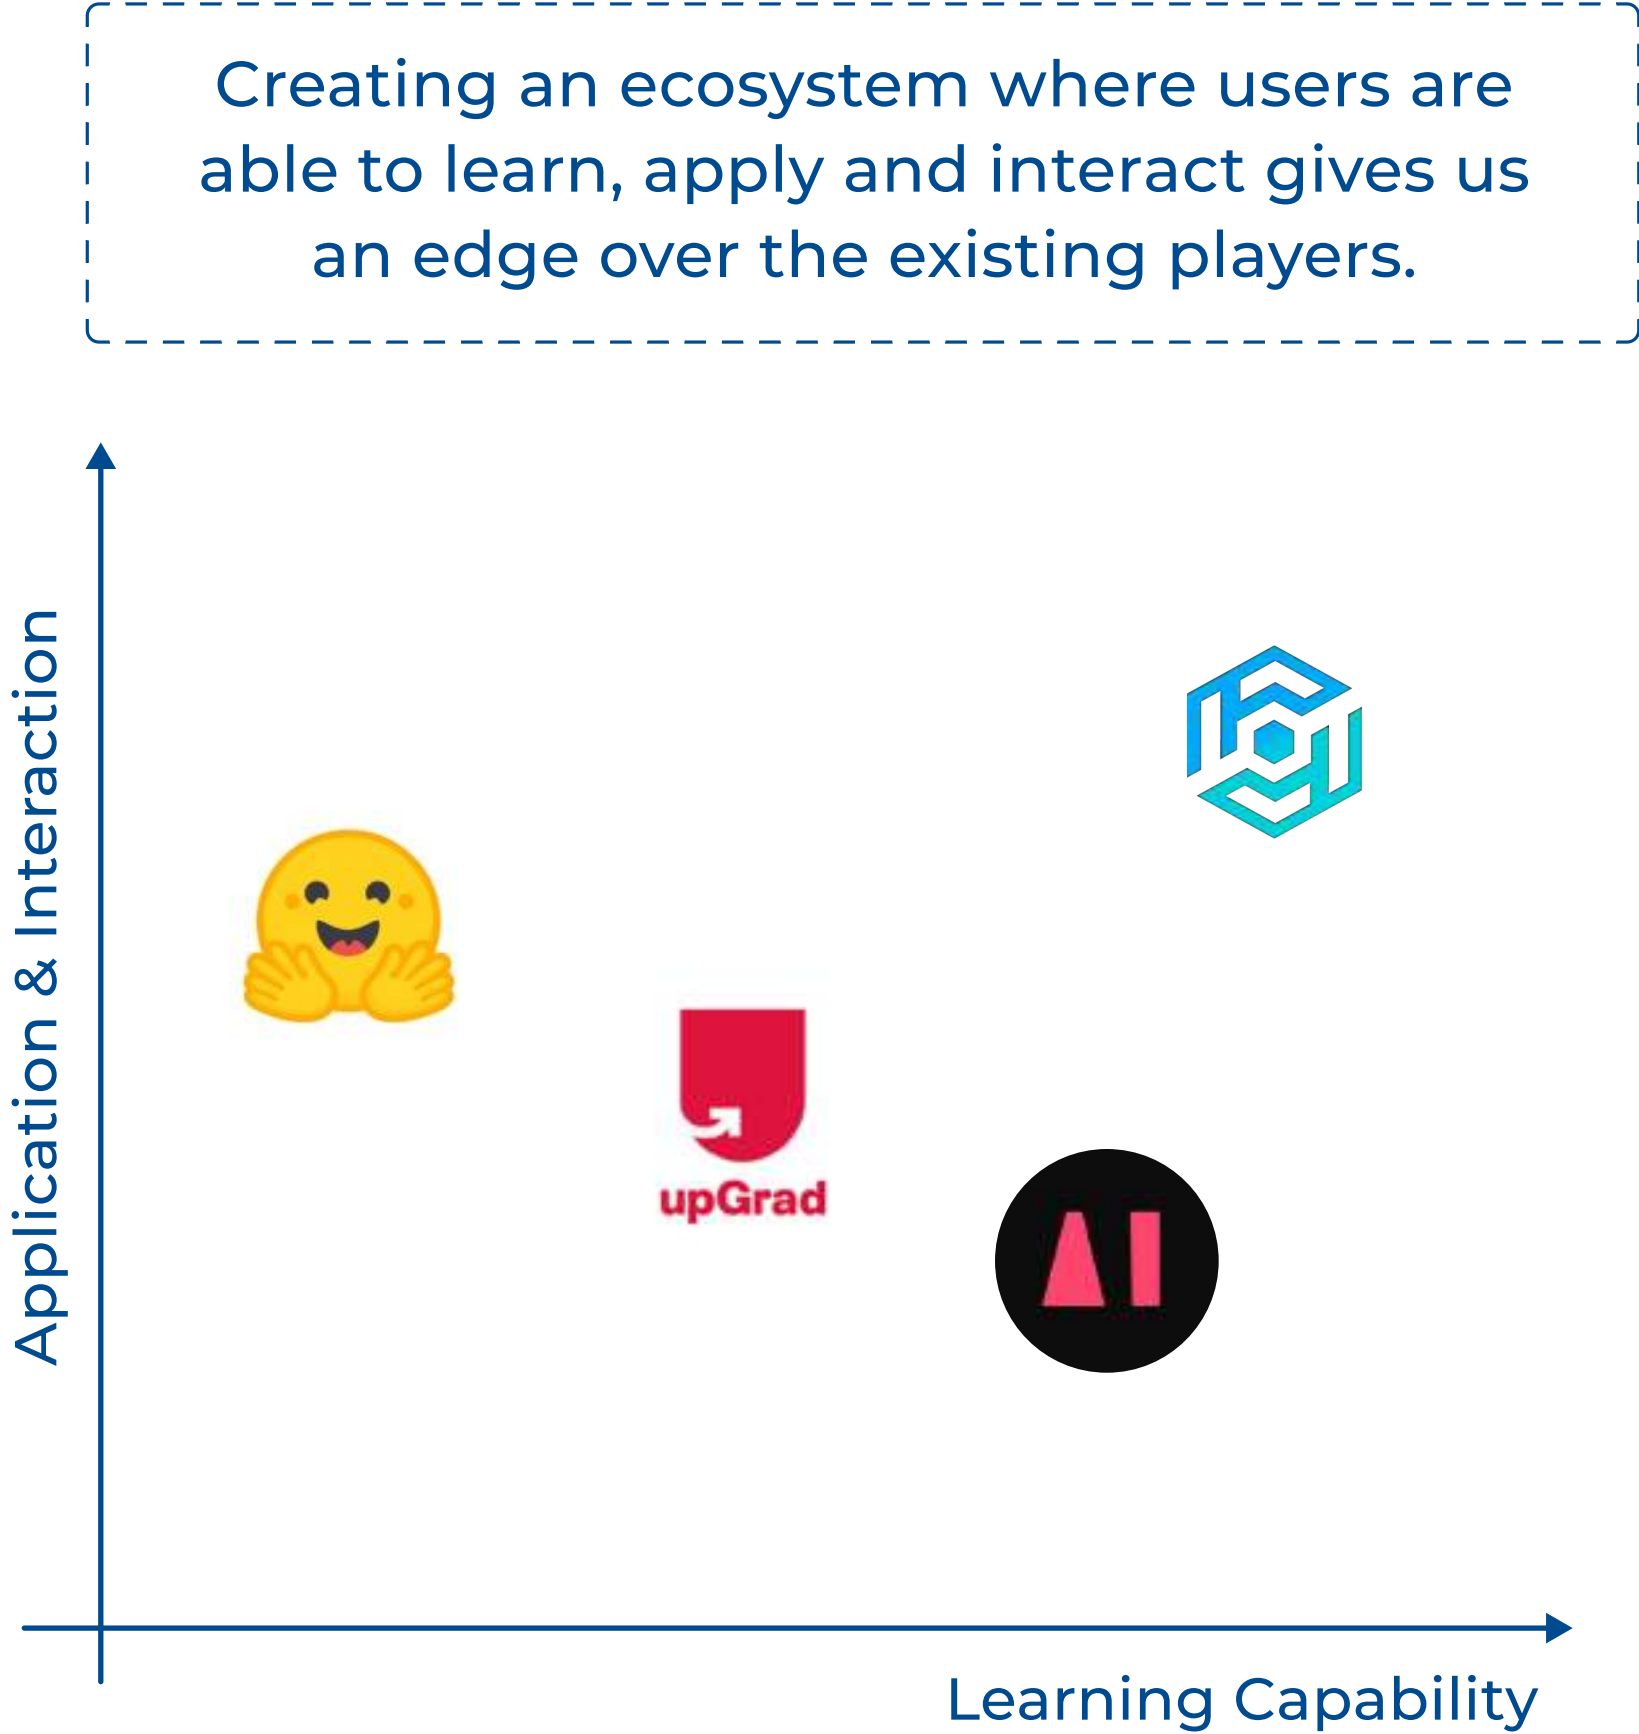 Creating an ecosystem where users are
able to learn, apply and interact gives us
an edge over the existing players.
Application & Interaction
upGrad
AI
Learning Capability